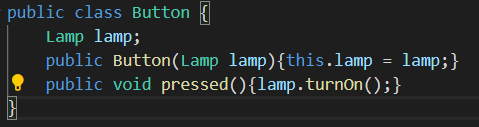 public class Button {
    Lamp lamp;
    public Button(Lamp lamp){this.lamp = lamp;}
    public void pressed(){lamp.turnOn();}
}